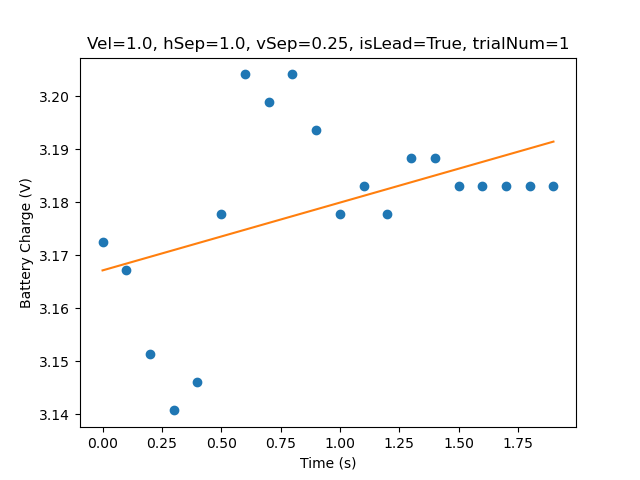 Vel=1.0, hSep=1.0, vSep=0.25, isLead=True, trialNum=1
3.20
3.19
3.18
3.17
3.16
3.15
3.14
Battery Charge (V)
0.00 0.25 0.50 0.75 1.00 1.25 1.50 1.75
Time (s)